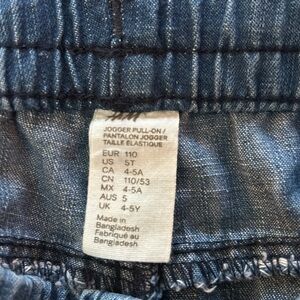 H&M
JOGGER PULL-ON /
PANTALON JOGGER
TAILLE ÉLASTIQUE
EUR 110
US 5T
CA 4-5A
CN 110/53
MX 4-5A
AUS 5
UK 4-5Y
Made in
Bangladesh
Fabriqué au
Bangladesh